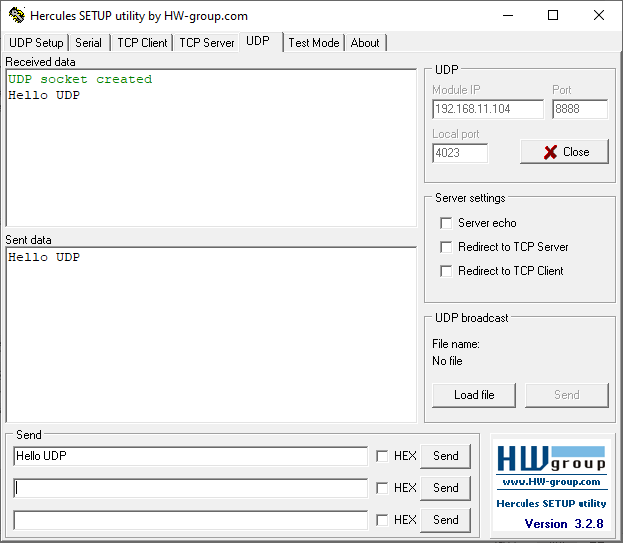 Hercules SETUP utility by HW-group.com
UDP Setup
Serial
TCP Client
TCP Server
UDP
Test Mode
About
Received data
UDP socket created
Hello UDP
Sent data
Hello UDP
UDP
Module IP
Port
192.168.11.104
8888
Local port
4023
Close
Server settings
Server echo
Redirect to TCP Server
Redirect to TCP Client
UDP broadcast
File name:
No file
Load file
Send
Send
Hello UDP
HEX
Send
HEX
Send
HEX
Send
HW group
www.HW-group.com
Hercules SETUP utility
Version 3.2.8